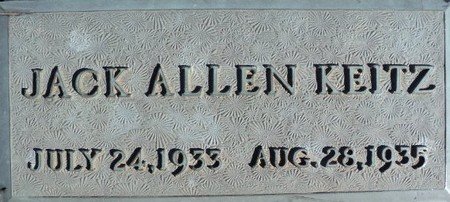 JACK ALLEN KEITZ
JULY 24,1933 AUG.28,1935